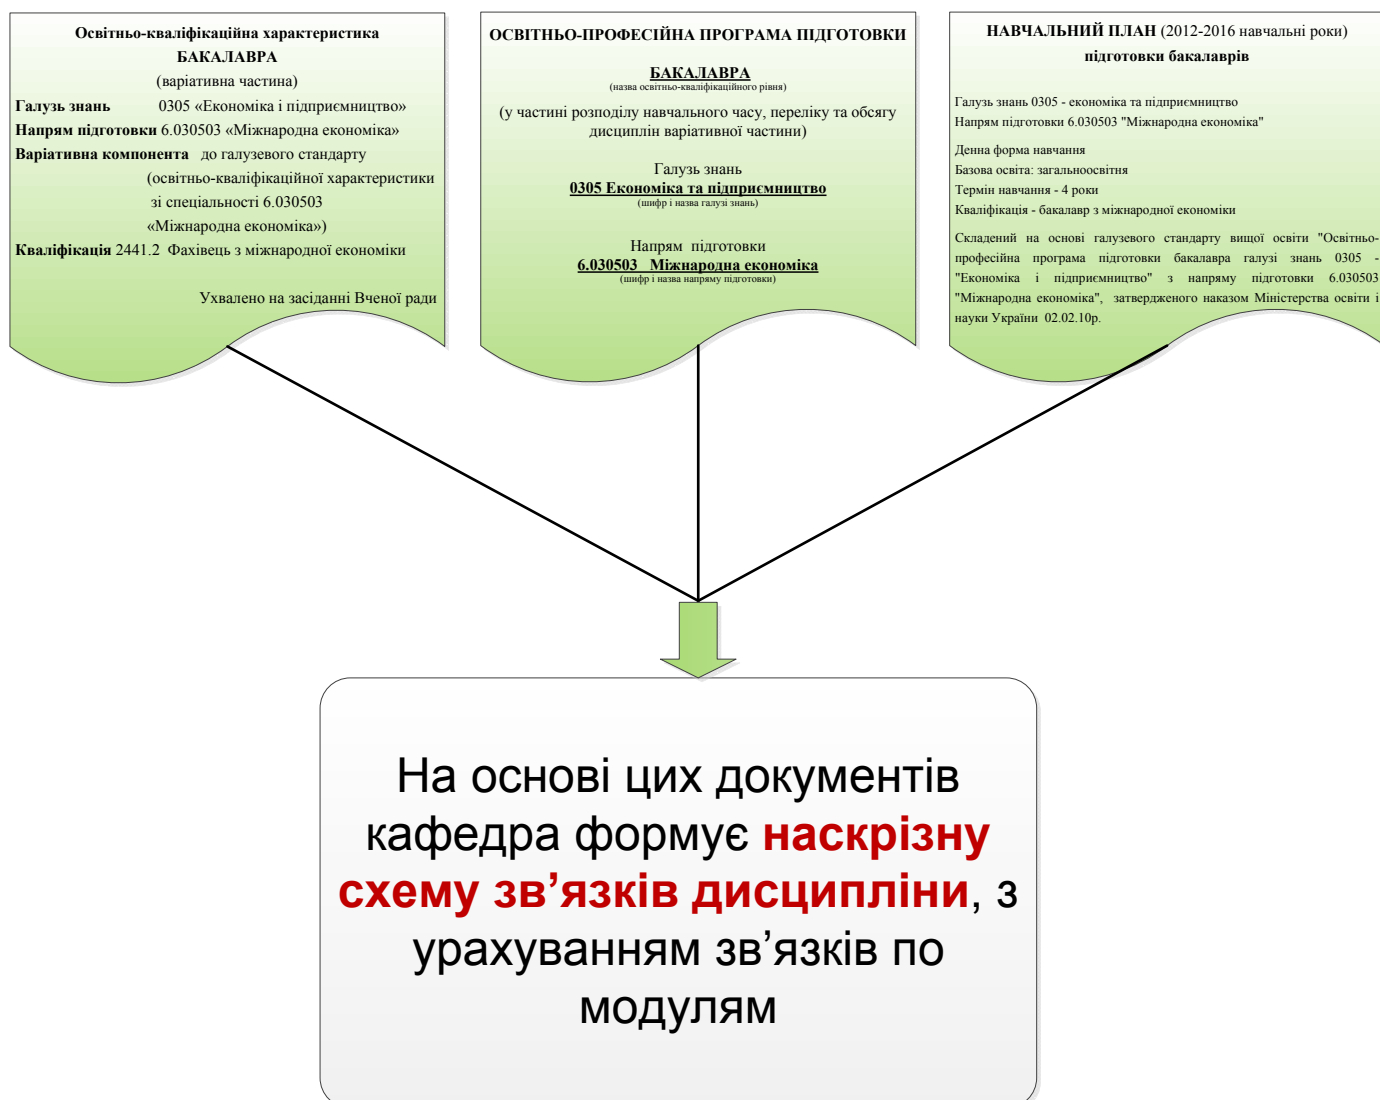 Освітньо-кваліфікаційна характеристика
БАКАЛАВРА
(варіативна частина)
Галузь знань 0305 «Економіка і підприємництво»
Напрям підготовки 6.030503 «Міжнародна економіка»
Варіативна компонента до галузевого стандарту
(освітньо-кваліфікаційної характеристики
зі спеціальності 6.030503
«Міжнародна економіка»)
Кваліфікація 2441.2 Фахівець з міжнародної економіки
Ухвалено на засіданні Вченої ради
ОСВІТНЬО-ПРОФЕСІЙНА ПРОГРАМА ПІДГОТОВКИ
БАКАЛАВРА
(назва освітньо-кваліфікаційного рівня)
(у частині розподілу навчального часу, переліку та обсягу
дисциплін варіативної частини)
Галузь знань
0305 Економіка та підприємництво
(шифр і назва галузі знань)
Напрям підготовки
6.030503 Міжнародна економіка
(шифр і назва напряму підготовки)
НАВЧАЛЬНИЙ ПЛАН (2012-2016 навчальні роки)
підготовки бакалаврів
Галузь знань 0305 - економіка та підприємництво
Напрям підготовки 6.030503 "Міжнародна економіка"
Денна форма навчання
Базова освіта: загальноосвітня
Термін навчання - 4 роки
Кваліфікація - бакалавр з міжнародної економіки
Складений на основі галузевого стандарту вищої освіти "Освітньо-
професійна програма підготовки бакалавра галузі знань 0305 -
"Економіка і підприємництво" з напряму підготовки 6.030503
"Міжнародна економіка", затвердженого наказом Міністерства освіти і
науки України 02.02.10р.
На основі цих документів
кафедра формує наскрізну
схему зв’язків дисципліни, з
урахуванням зв’язків по
модулям